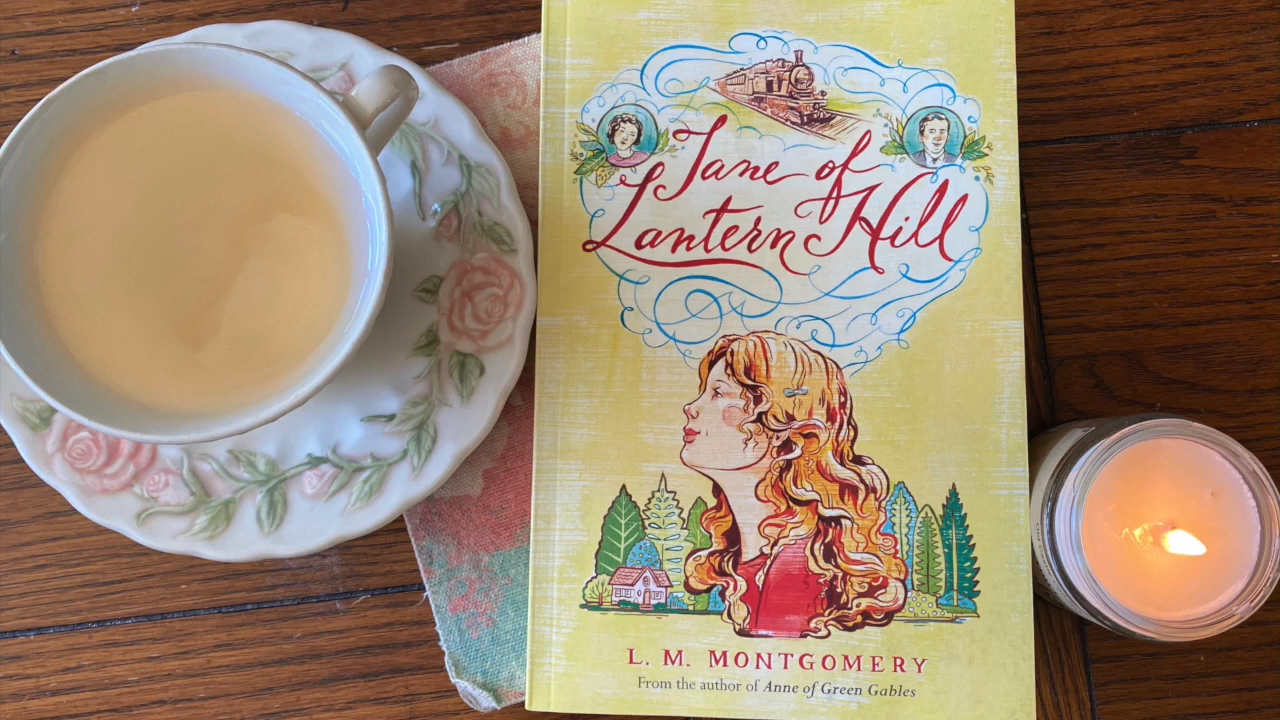 Jane of
Lantern Hill
L. M. MONTGOMERY
From the author of Anne of Green Gables